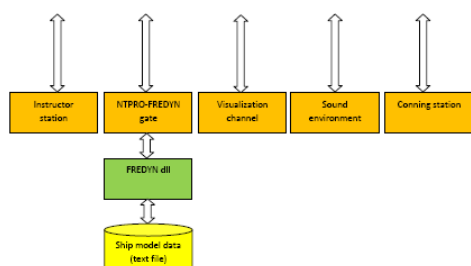 Instructor
station
NTPRO-FREDYN
gate
Visualization
channel
Sound
environment
Conning station
FREDYN dll
Ship model data
(text file)